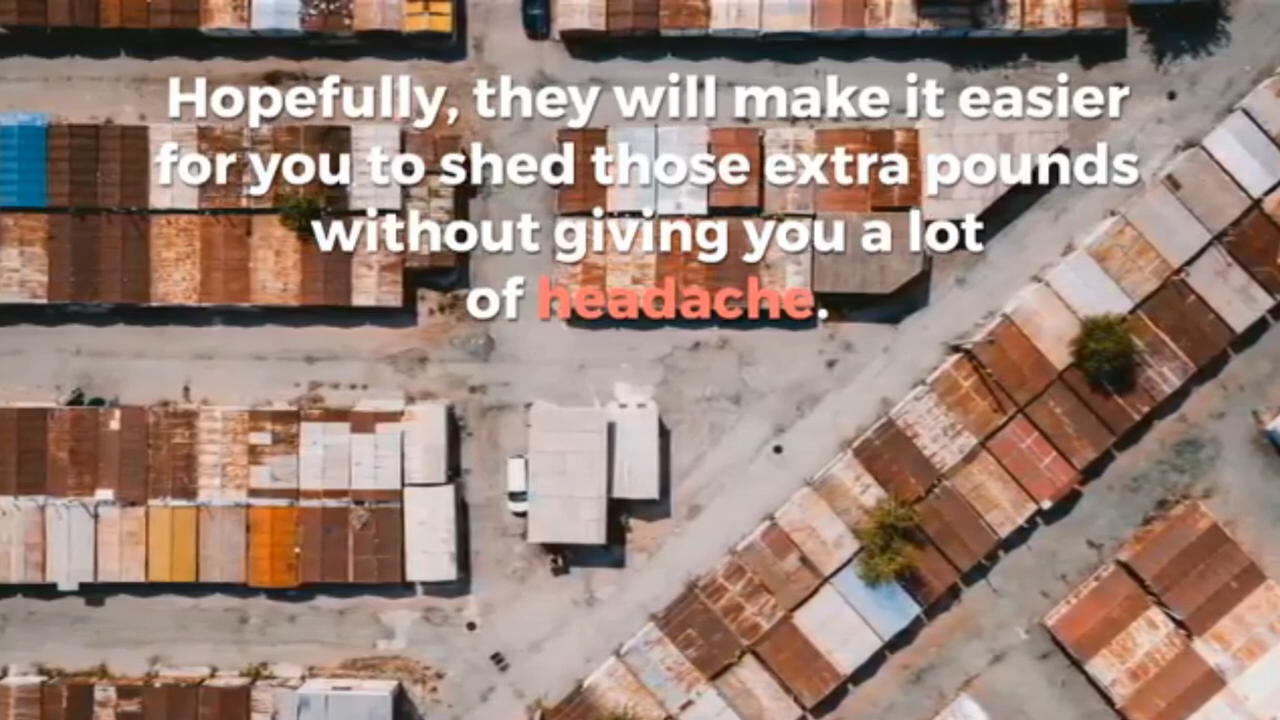 Hopefully, they will make it easier
for you to shed those extra pounds
without giving you a lot
of headache.